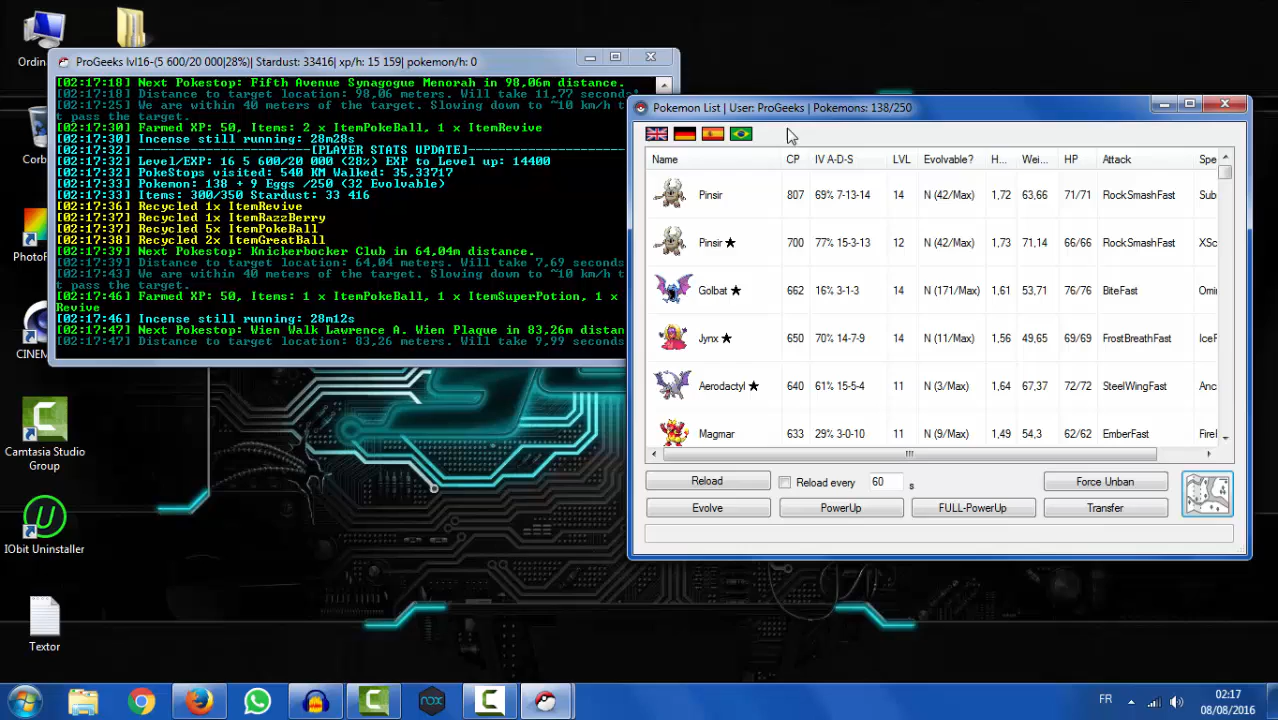 Ordin
Corb
PhotoF
CINEM
Camtasia Studio
Group
IObit Uninstaller
Textor
ProGeeks lvl16-(5 600/20 000|28%)| Stardust: 33416| xp/h: 15 159| pokemon/h: 0
[02:17:18] Next Pokestop: Fifth Avenue Synagogue Menorah in 98,06m distance.
[02:17:18] Distance to target location: 98,06 meters. Will take 11,77 seconds
[02:17:25] We are within 40 meters of the target. Slowing down to ~10 km/h t
t pass the target.
[02:17:30] Farmed XP: 50, Items: 2 x ItemPokeBall, 1 x ItemRevive
[02:17:30] Incense still running: 28m28s
[02:17:33] -----------------------[PLAYER STATS UPDATE]-----------------------
[02:17:33] Level/EXP: 16 5 600/20 000 (28%) EXP to Level up: 14400
[02:17:33] PokeStops visited: 540 KM Walked: 35,33717
[02:17:33] Pokemon: 138 + 9 Eggs /250 (32 Evolvable)
[02:17:33] Items: 300/350 Stardust: 33 416
[02:17:36] Recycled 1x ItemRevive
[02:17:37] Recycled 1x ItemRazzBerry
[02:17:37] Recycled 5x ItemPokeBall
[02:17:38] Recycled 2x ItemGreatBall
[02:17:39] Next Pokestop: Knickerbocker Club in 64,04m distance.
[02:17:39] Distance to target location: 64,04 meters. Will take 7,69 seconds
[02:17:43] We are within 40 meters of the target. Slowing down to ~10 km/h t
t pass the target.
[02:17:46] Farmed XP: 50, Items: 1 x ItemPokeBall, 1 x ItemSuperPotion, 1 x
Revive
[02:17:46] Incense still running: 28m12s
[02:17:47] Next Pokestop: Wien Walk Lawrence A. Wien Plaque in 83,26m distan
[02:17:47] Distance to target location: 83,26 meters. Will take 9,99 seconds
Pokemon List | User: ProGeeks | Pokemons: 138/250
Name CP IV A-D-S LVL Evolvable? H... Wei... HP Attack Spe
Pinsir 807 69% 7-13-14 14 N (42/Max) 1,72 63,66 71/71 RockSmashFast Sub
Pinsir ★ 700 77% 15-3-13 12 N (42/Max) 1,73 71,14 66/66 RockSmashFast XSc
Golbat ★ 662 16% 3-1-3 14 N (171/Max) 1,61 53,71 76/76 BiteFast Omi
Jynx ★ 650 70% 14-7-9 14 N (11/Max) 1,56 49,65 69/69 FrostBreathFast IceF
Aerodactyl ★ 640 61% 15-5-4 11 N (3/Max) 1,64 67,37 72/72 SteelWingFast Anc
Magmar 633 29% 3-0-10 11 N (9/Max) 1,49 54,3 62/62 EmberFast Firel
Reload Reload every 60 s Force Unban
Evolve PowerUp FULL-PowerUp Transfer
nox
FR
02:17
08/08/2016